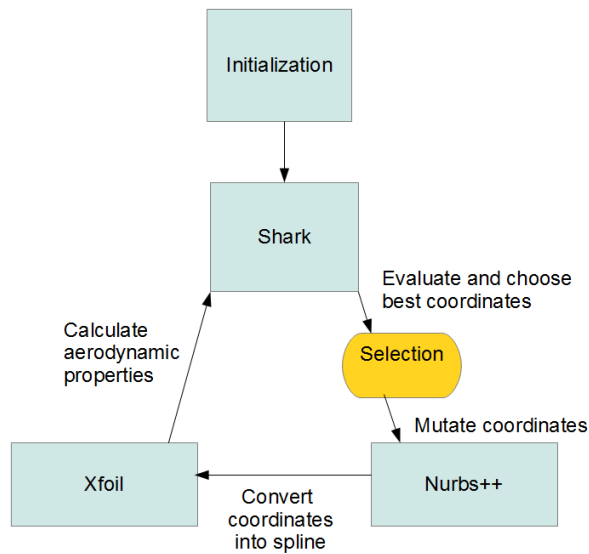 Initialization
Shark
Evaluate and choose
best coordinates
Calculate
aerodynamic
properties
Selection
Mutate coordinates
Xfoil
Nurbs++
Convert
coordinates
into spline